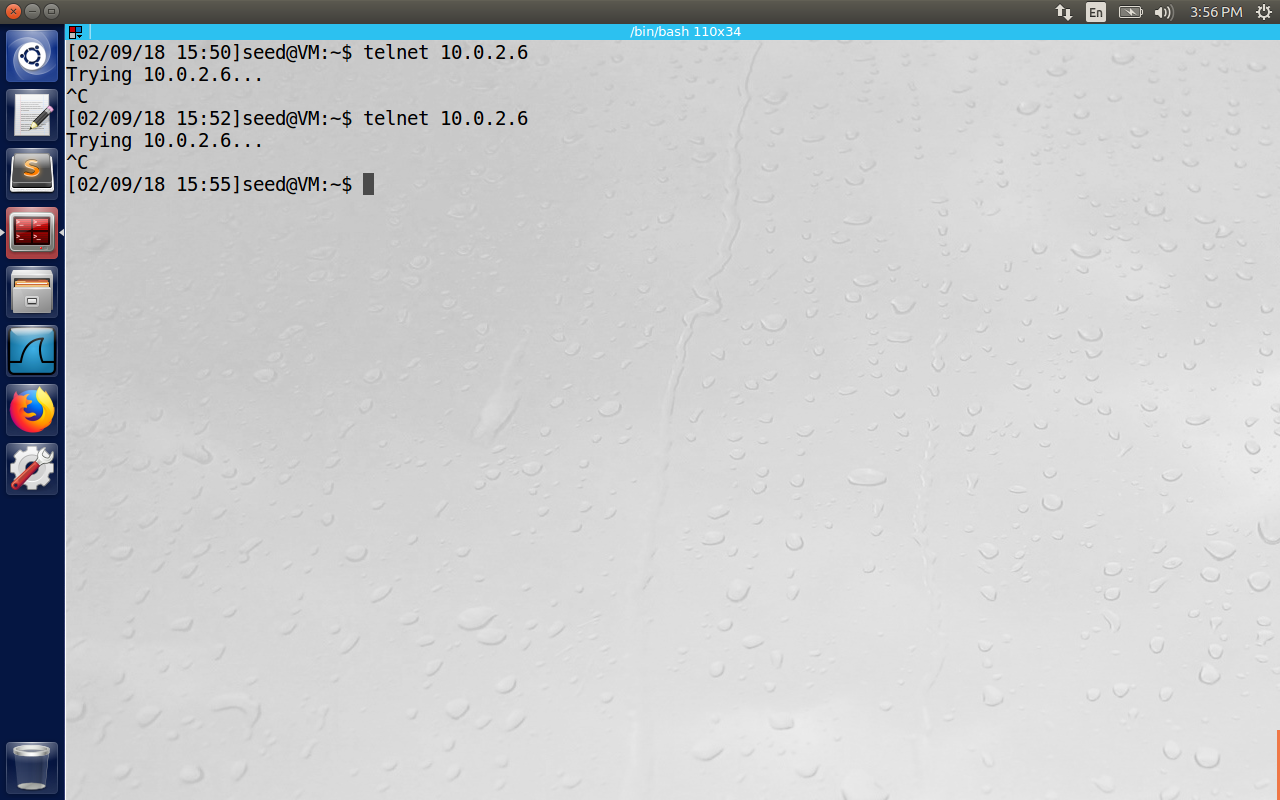 En 3:56 PM
/bin/bash 110x34
[02/09/18 15:50]seed@VM:~$ telnet 10.0.2.6
Trying 10.0.2.6...
^C
[02/09/18 15:52]seed@VM:~$ telnet 10.0.2.6
Trying 10.0.2.6...
^C
[02/09/18 15:55]seed@VM:~$